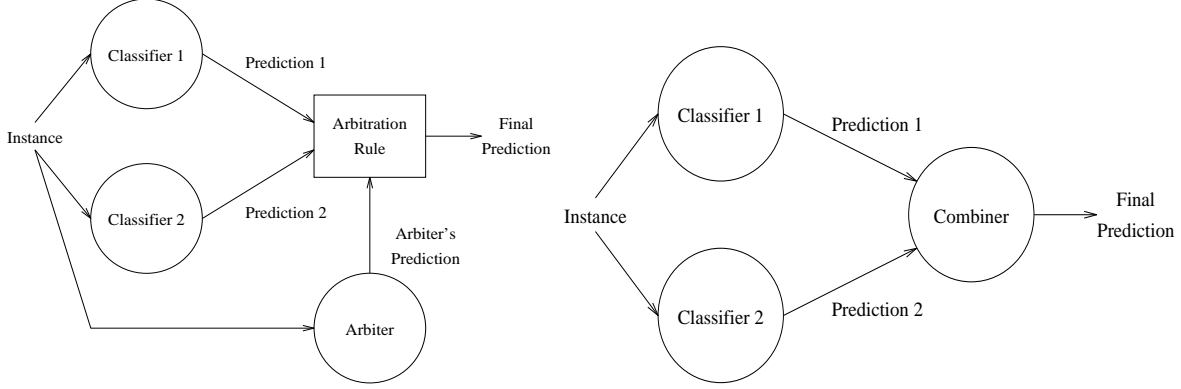 Classifier 1
Prediction 1
Instance
Arbitration
Rule
Final
Prediction
Classifier 2
Prediction 2
Arbiter's
Prediction
Arbiter
Classifier 1
Prediction 1
Instance
Combiner
Final
Prediction
Classifier 2
Prediction 2